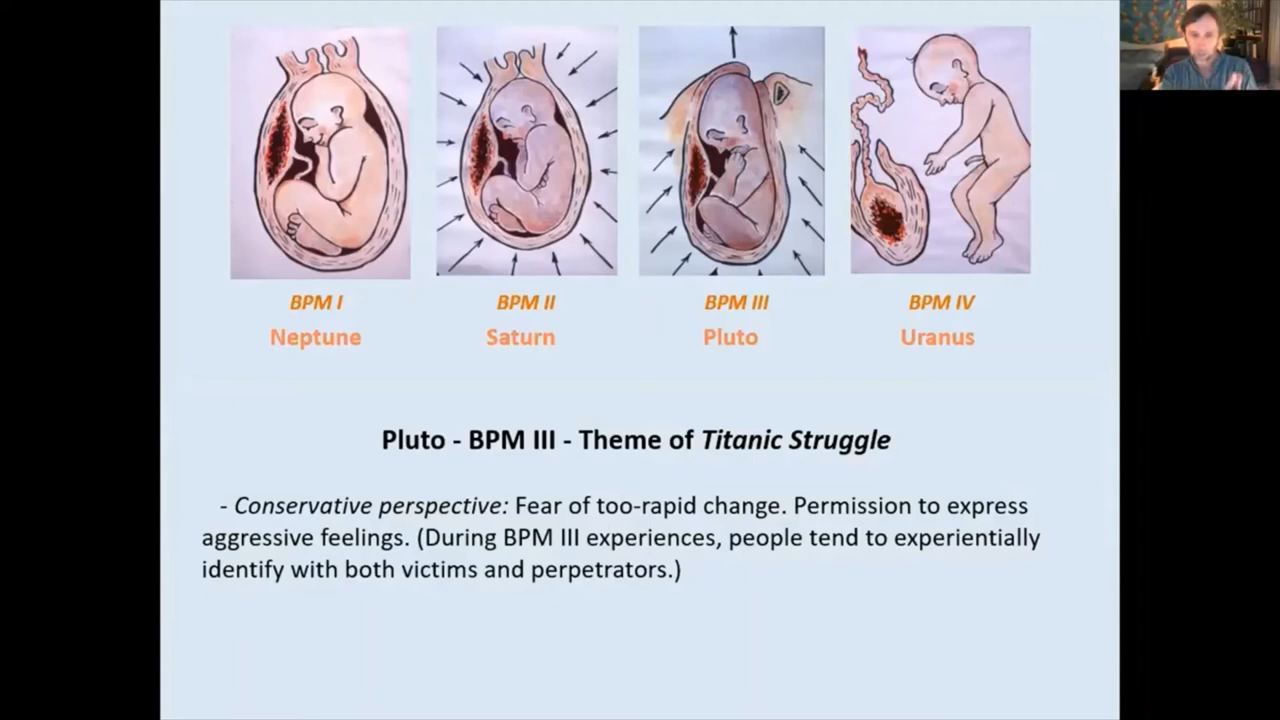 BPM I BPM II BPM III BPM IV
Neptune Saturn Pluto Uranus
Pluto - BPM III - Theme of Titanic Struggle
- Conservative perspective: Fear of too-rapid change. Permission to express
aggressive feelings. (During BPM III experiences, people tend to experientially
identify with both victims and perpetrators.)